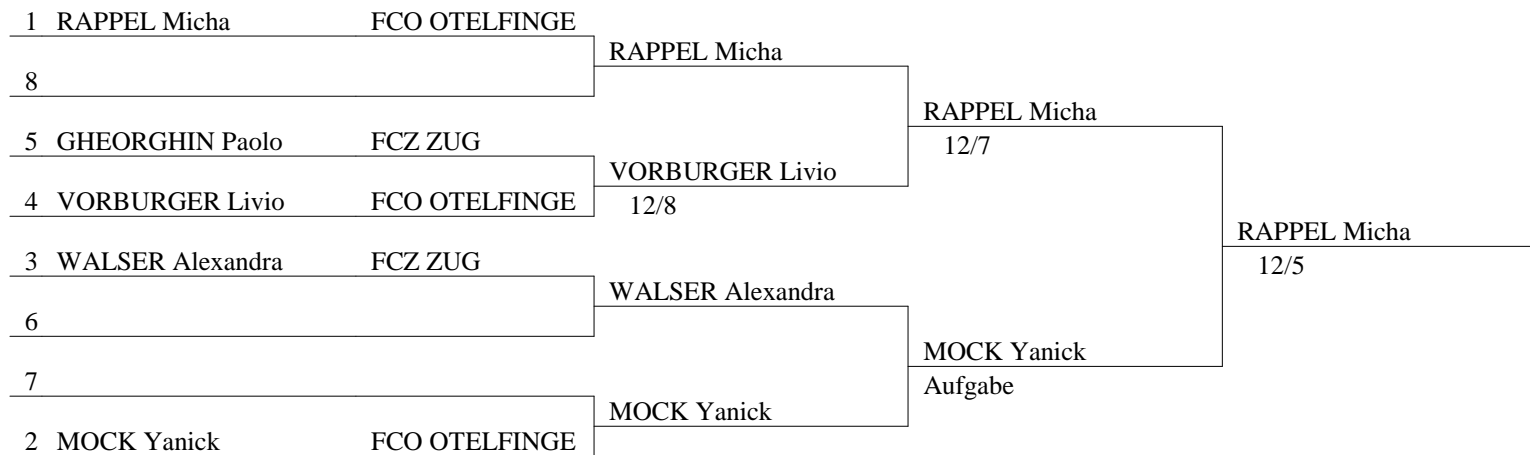 1 RAPPEL Micha FCO OTELFINGE
RAPPEL Micha
8
RAPPEL Micha
12/7
5 GHEORGHIN Paolo FCZ ZUG
VORBURGER Livio
12/8
4 VORBURGER Livio FCO OTELFINGE
RAPPEL Micha
12/5
3 WALSER Alexandra FCZ ZUG
WALSER Alexandra
6
MOCK Yanick
Aufgabe
7
MOCK Yanick
2 MOCK Yanick FCO OTELFINGE